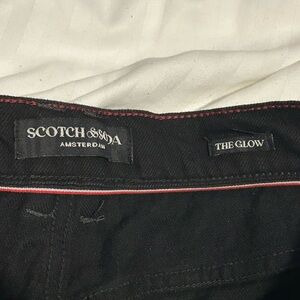 SCOTCH & SODA
AMSTERDAM
THE GLOW